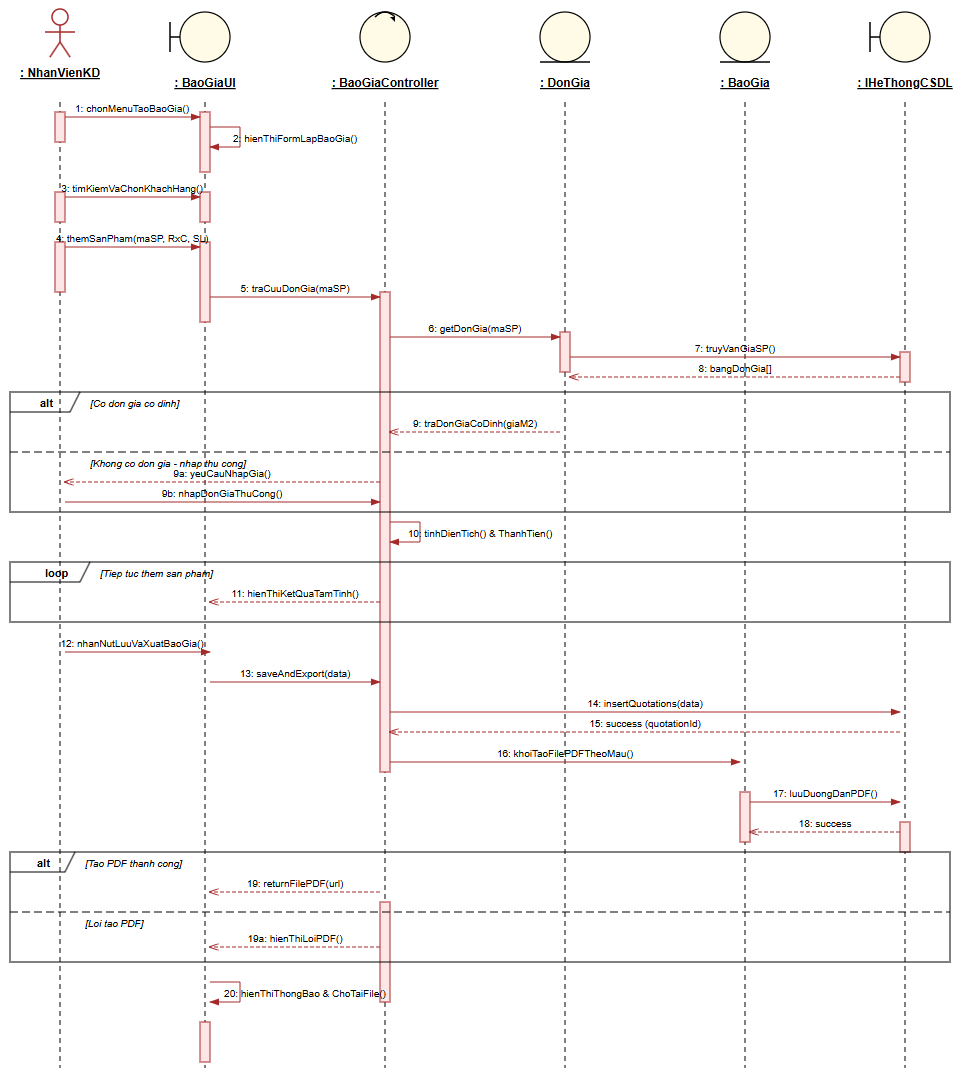 : NhanVienKD
: BaoGiaUI
: BaoGiaController
: DonGia
: BaoGia
: IHeThongCSDL
1: chonMenuTaoBaoGia()
2: hienThiFormLapBaoGia()
3: timKiemVaChonKhachHang()
4: themSanPham(maSP, RxC, SL)
5: traCuuDonGia(maSP)
6: getDonGia(maSP)
7: truyVanGiaSP()
8: bangDonGia[]
alt
[Co don gia co dinh]
9: traDonGiaCoDinh(giaM2)
[Khong co don gia - nhap thu cong]
9a: yeuCauNhapGia()
9b: nhapDonGiaThuCong()
10: tinhDienTich() & ThanhTien()
loop
[Tiep tuc them san pham]
11: hienThiKetQuaTamTinh()
12: nhanNutLuuVaXuatBaoGia()
13: saveAndExport(data)
14: insertQuotations(data)
15: success (quotationId)
16: khoiTaoFilePDFTheoMau()
17: luuDuongDanPDF()
18: success
alt
[Tao PDF thanh cong]
19: returnFilePDF(url)
[Loi tao PDF]
19a: hienThiLoiPDF()
20: hienThiThongBao & ChoTaiFile()